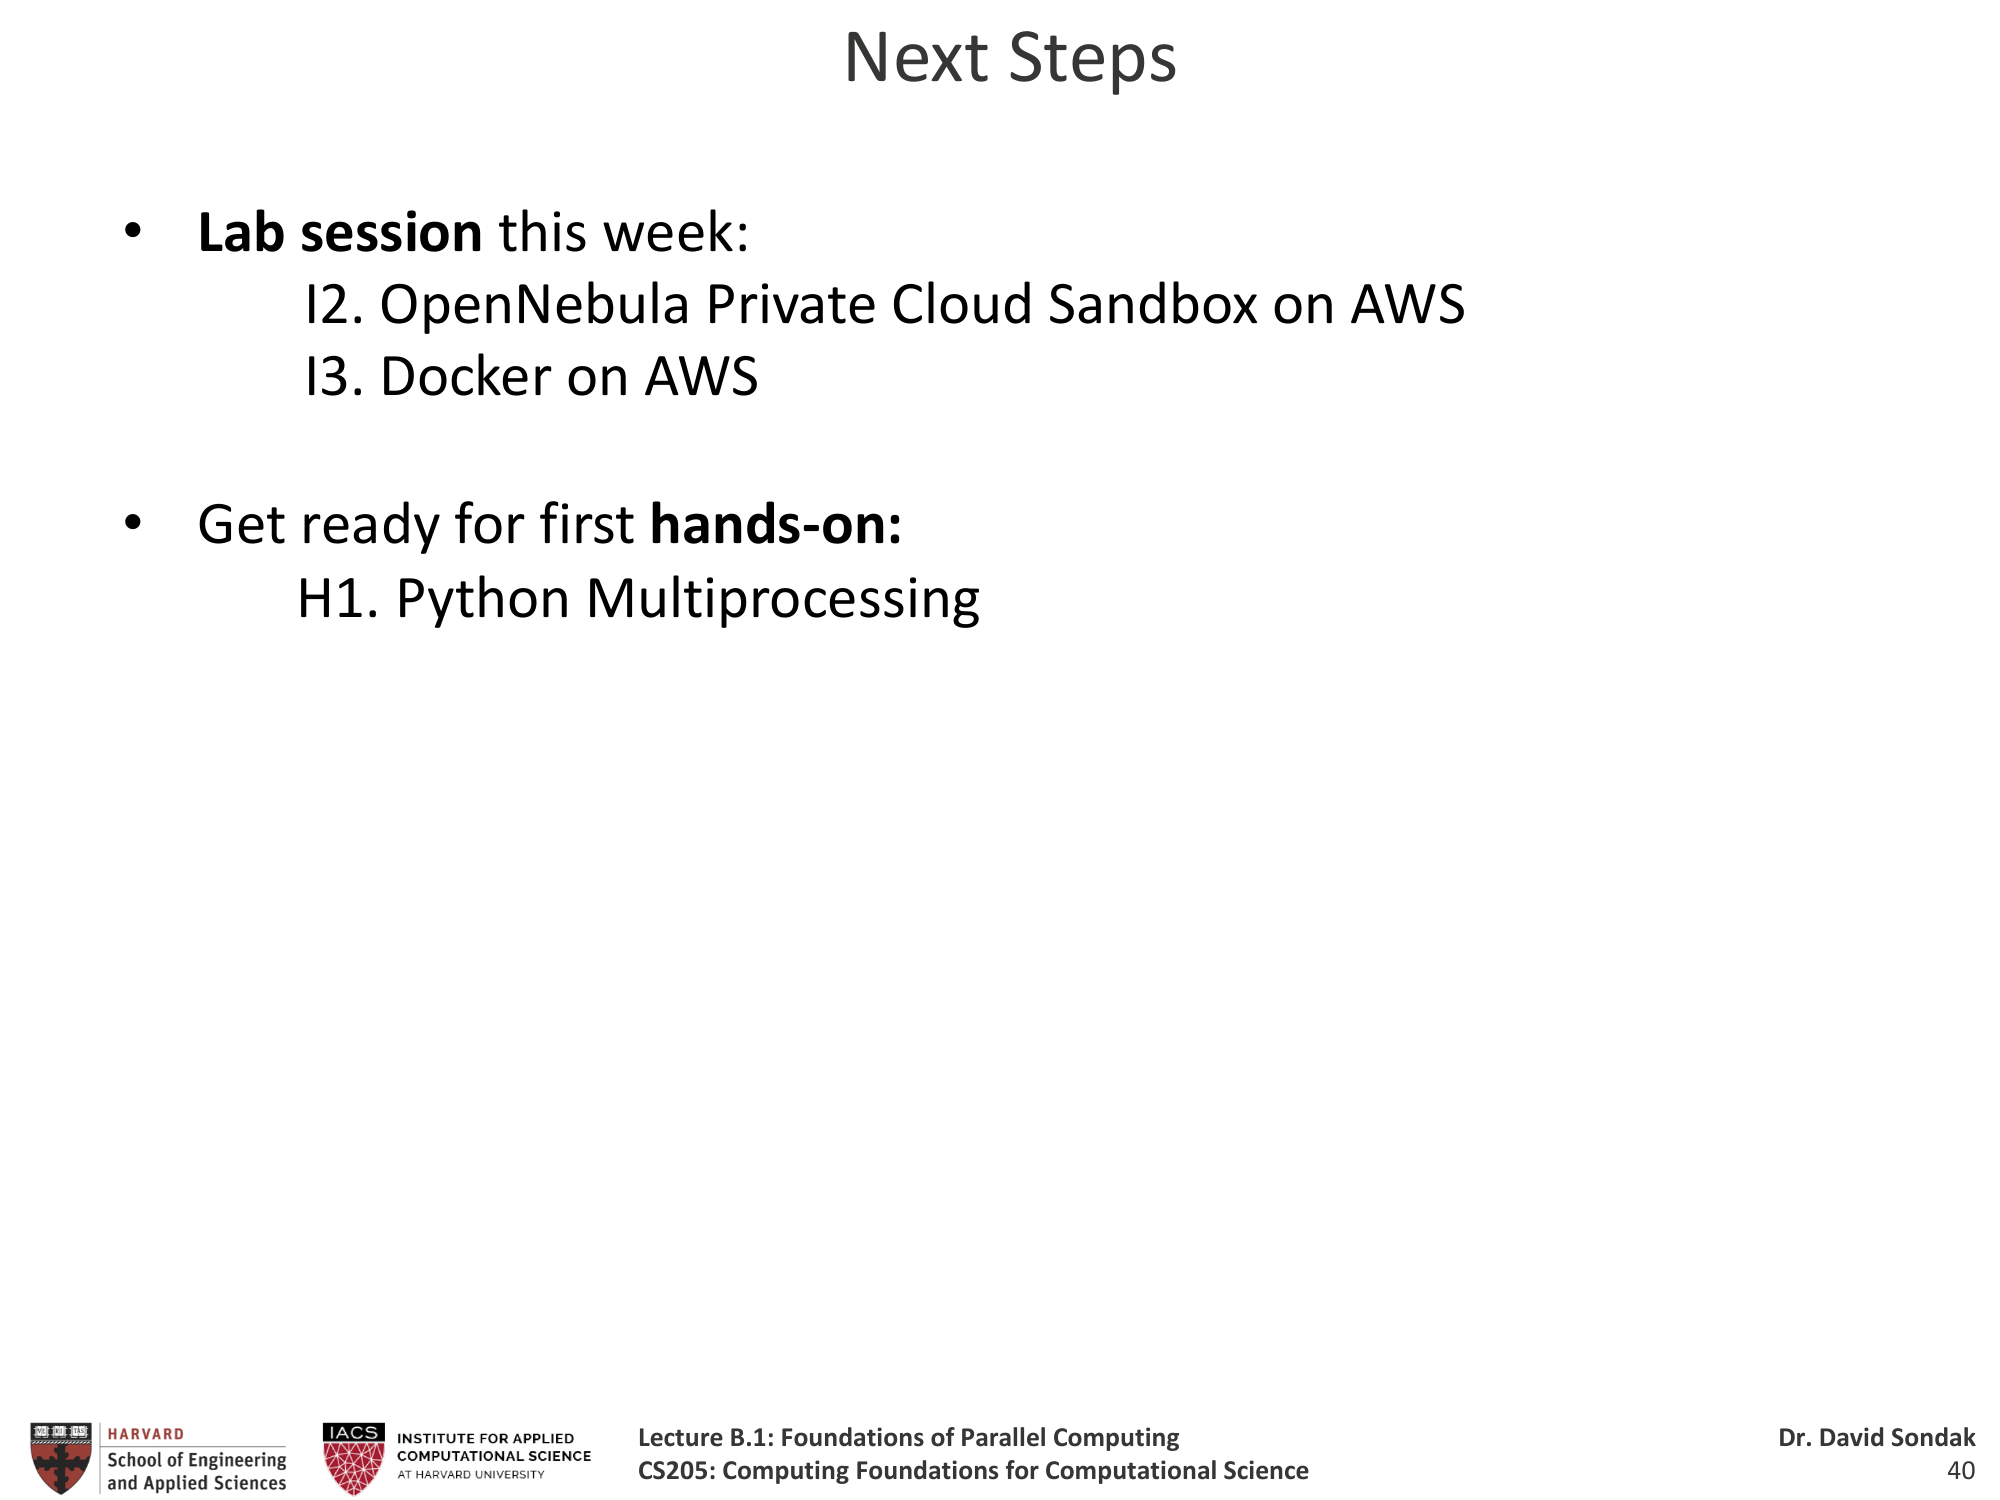 Next Steps
• Lab session this week:
I2. OpenNebula Private Cloud Sandbox on AWS
I3. Docker on AWS
• Get ready for first hands-on:
H1. Python Multiprocessing
HARVARD
School of Engineering
and Applied Sciences
IACS
INSTITUTE FOR APPLIED
COMPUTATIONAL SCIENCE
AT HARVARD UNIVERSITY
Lecture B.1: Foundations of Parallel Computing
CS205: Computing Foundations for Computational Science
Dr. David Sondak
40